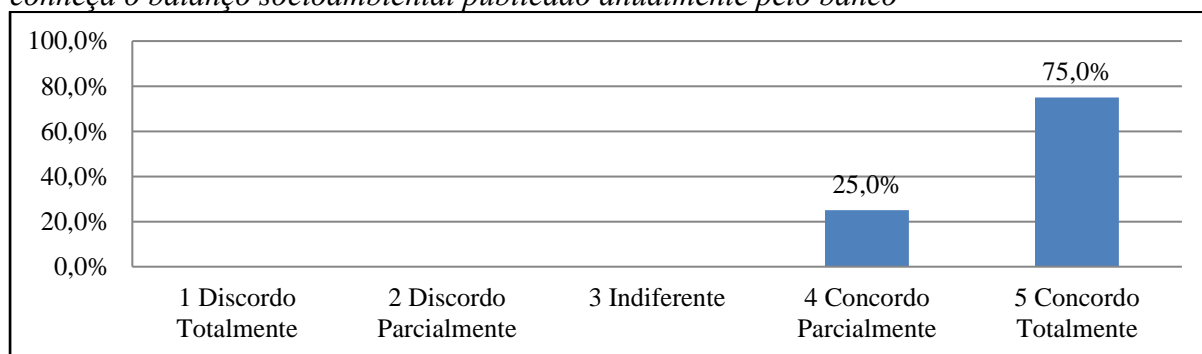 conheça o balanço socioambiental publicado anualmente pelo banco
100,0%
80,0%
60,0%
40,0%
20,0%
0,0%
25,0%
75,0%
1 Discordo
Totalmente
2 Discordo
Parcialmente
3 Indiferente
4 Concordo
Parcialmente
5 Concordo
Totalmente